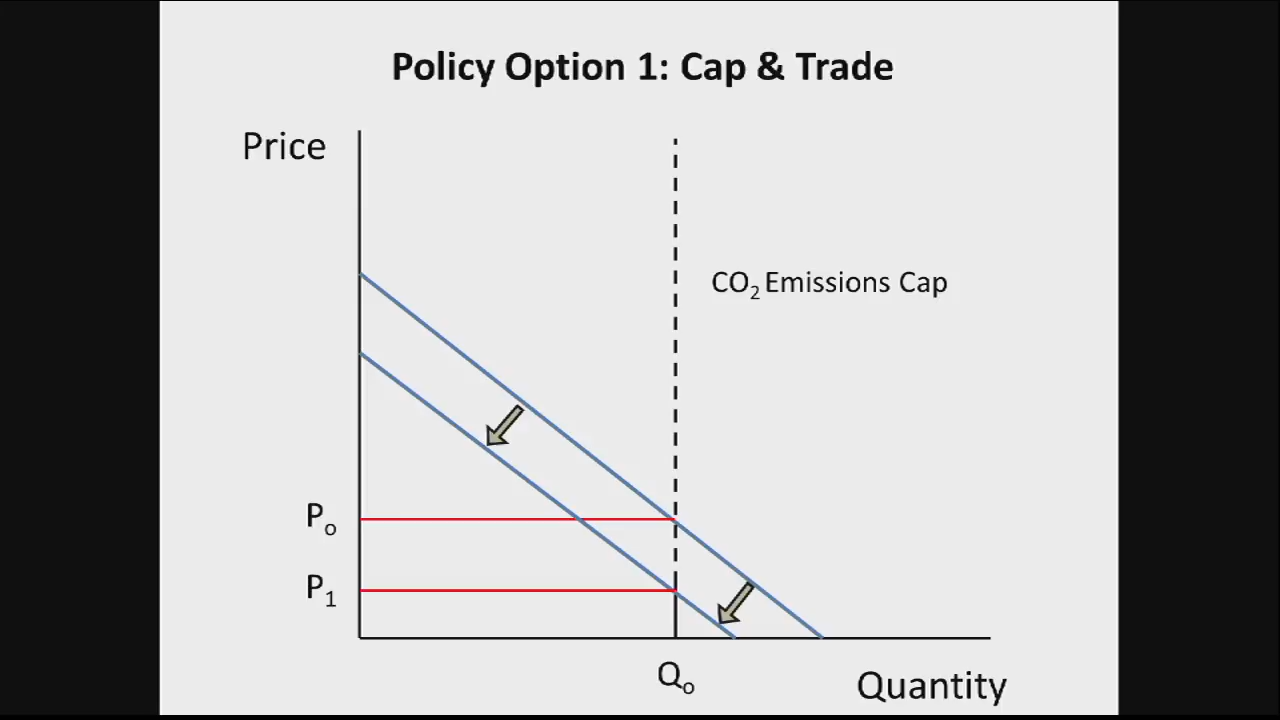 Policy Option 1: Cap & Trade
Price
CO₂ Emissions Cap
Pₒ
P₁
Qₒ
Quantity